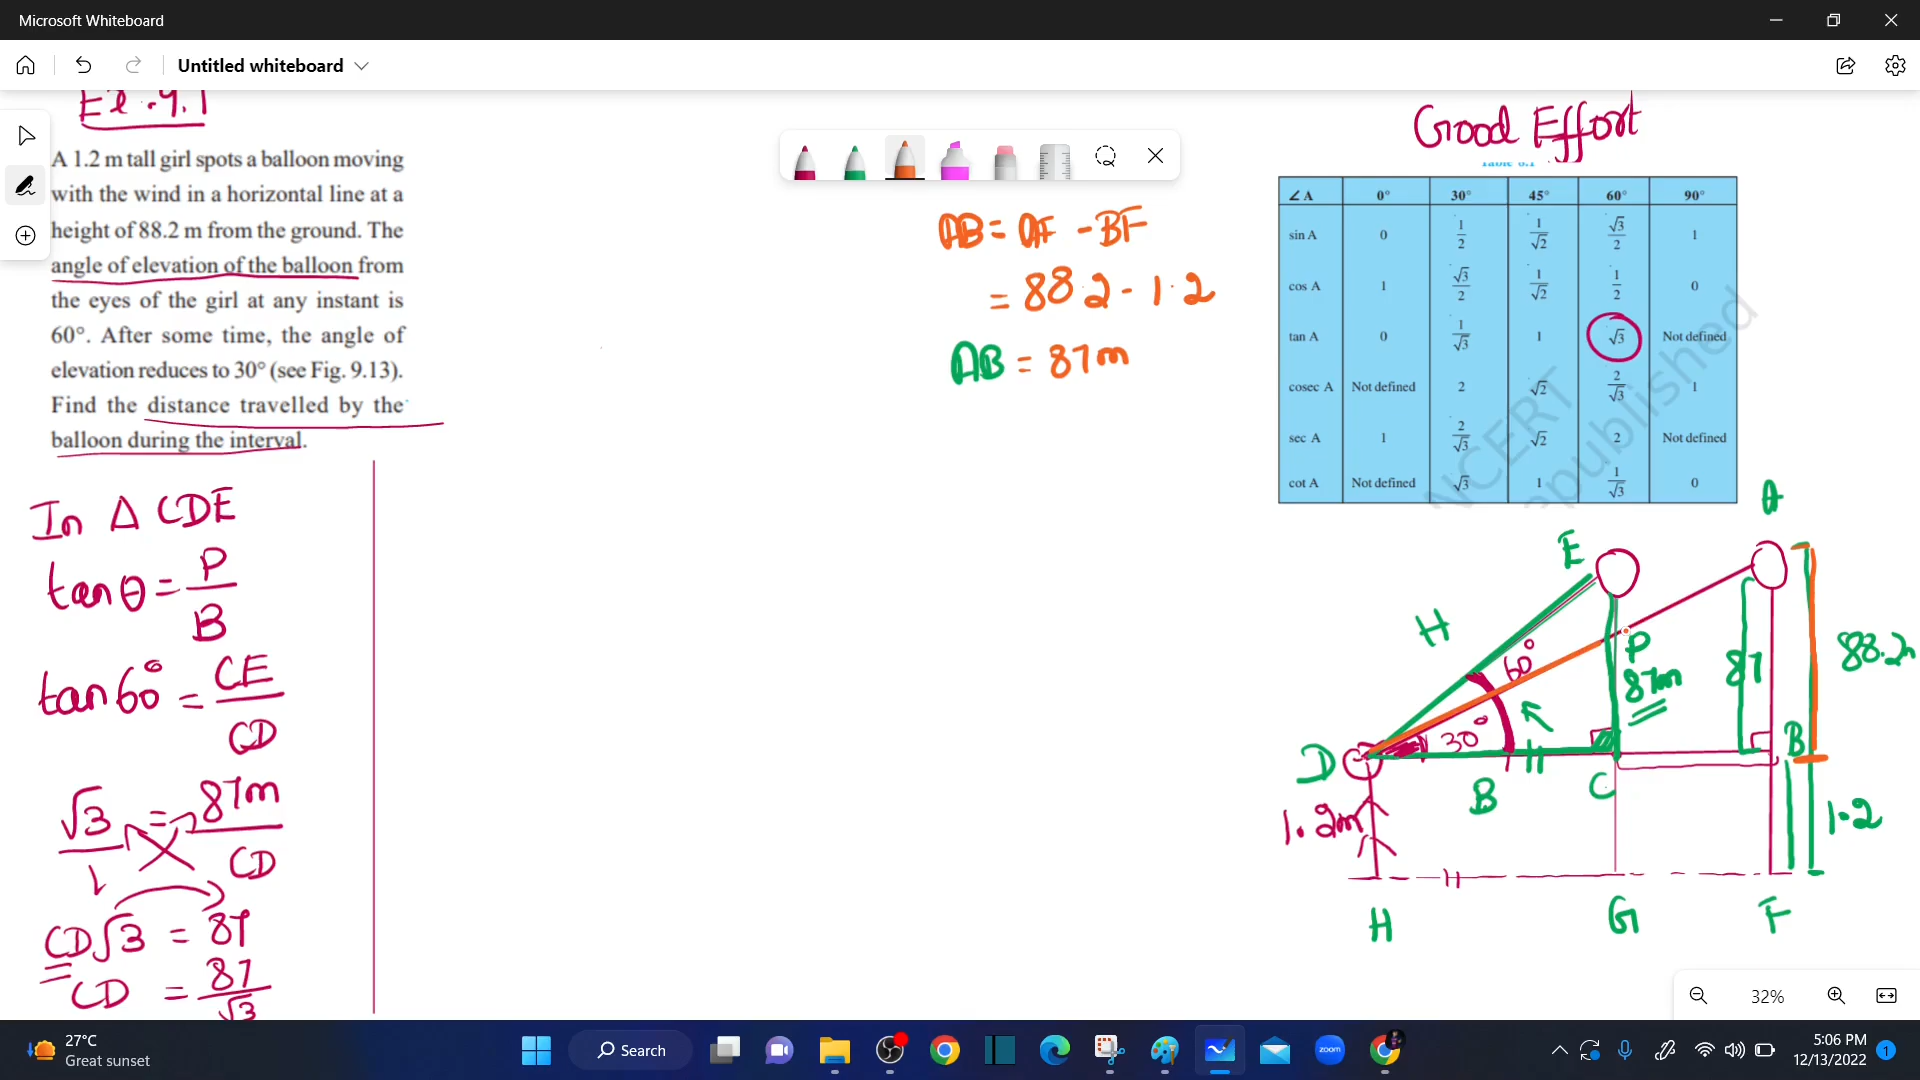 Microsoft Whiteboard
Untitled whiteboard
Ex . 9.1
A 1.2 m tall girl spots a balloon moving
with the wind in a horizontal line at a
height of 88.2 m from the ground. The
angle of elevation of the balloon from
the eyes of the girl at any instant is
60°. After some time, the angle of
elevation reduces to 30° (see Fig. 9.13).
Find the distance travelled by the
balloon during the interval.
In Δ CDE
tan θ = P/B
tan 60° = CE/CD
√3/1 = 87m/CD
CD√3 = 87
CD = 87/√3
AB = AF - BF
= 88.2 - 1.2
AB = 87m
Good Effort
∠A 0° 30° 45° 60° 90°
sin A 0 1/2 1/√2 √3/2 1
cos A 1 √3/2 1/√2 1/2 0
tan A 0 1/√3 1 √3 Not defined
cosec A Not defined 2 √2 2/√3 1
sec A 1 2/√3 √2 2 Not defined
cot A Not defined √3 1 1/√3 0
NCERT
republished
A
E
H
60°
P
87m
87
88.2
30°
D
B
C
B
1.2m
1.2
H
G
F
32%
27°C
Great sunset
Search
zoom
5:06 PM
12/13/2022
1